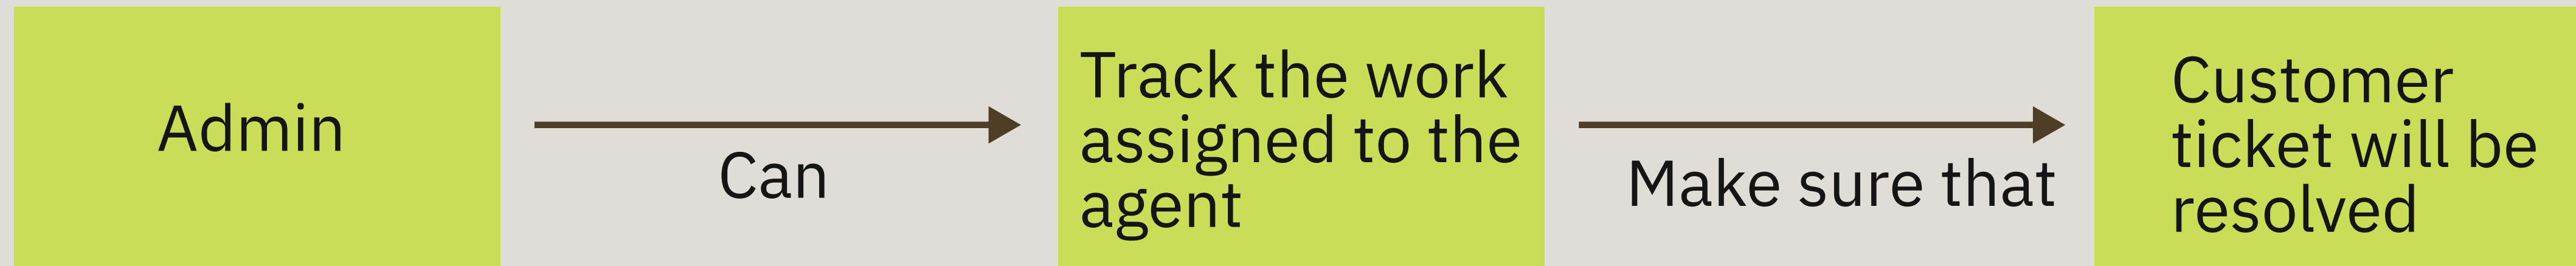 Admin
Can
Track the work
assigned to the
agent
Make sure that
Customer
ticket will be
resolved